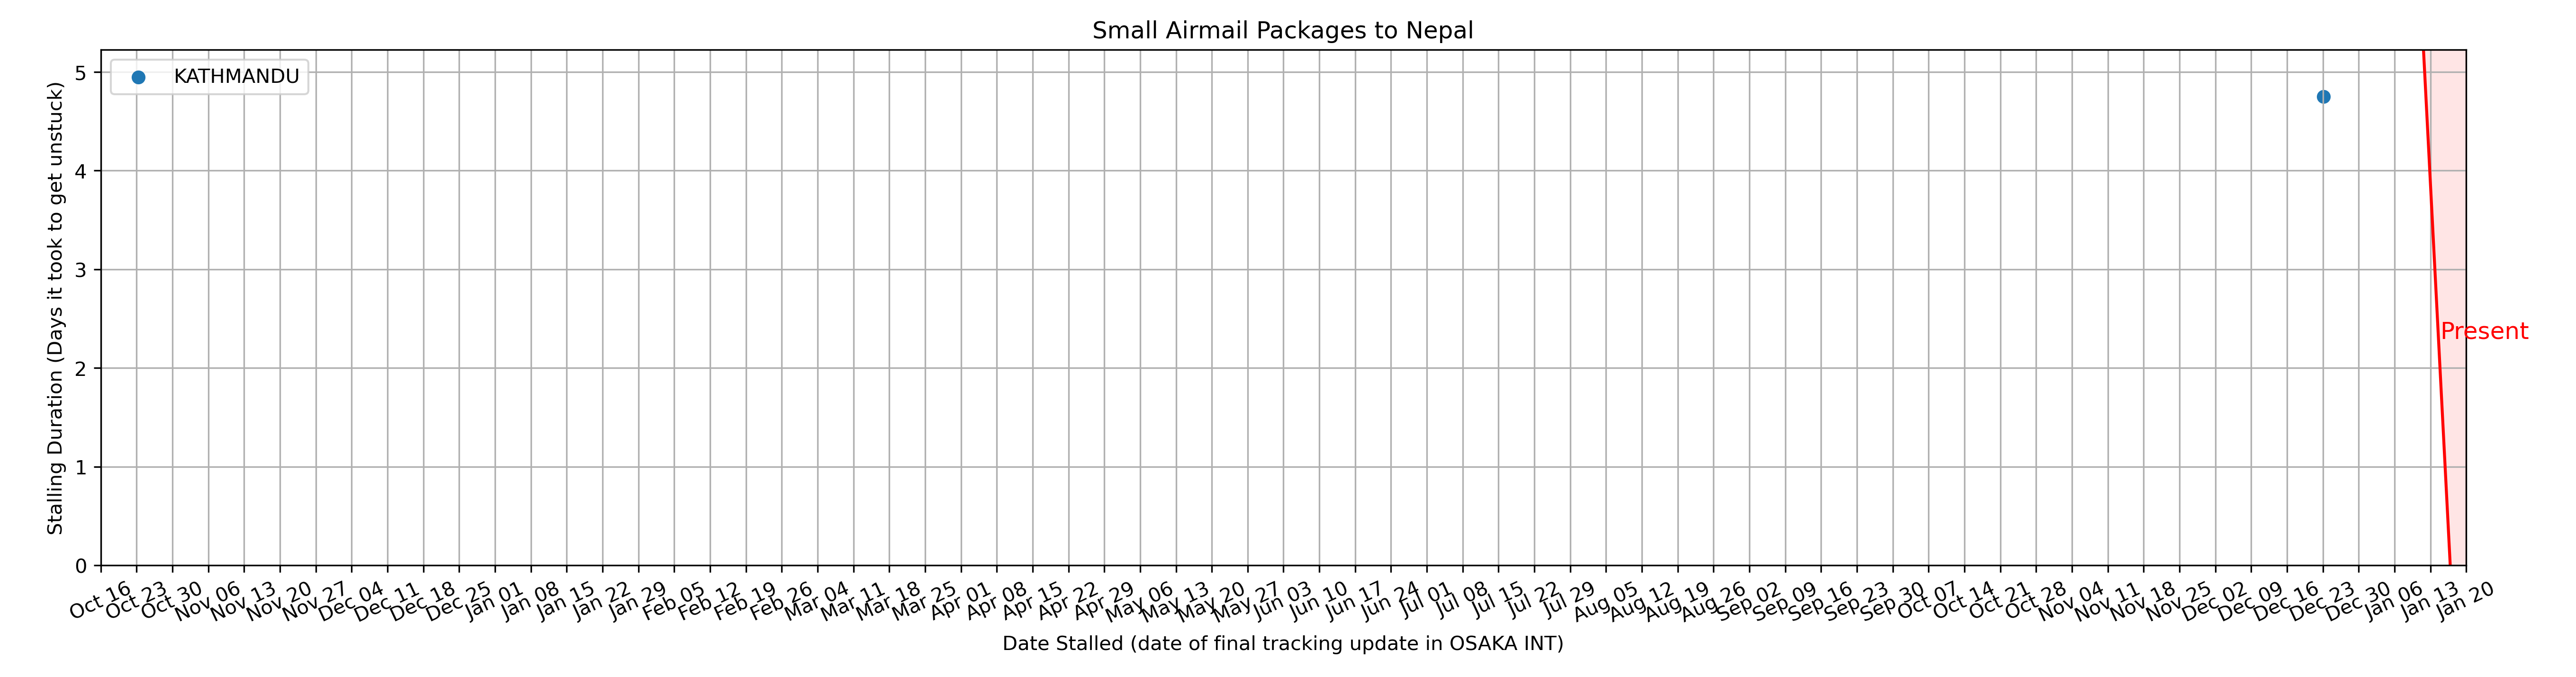 Small Airmail Packages to Nepal
KATHMANDU
Stalling Duration (Days it took to get unstuck)
5
4
3
2
1
0
Present
Oct 16
Oct 23
Oct 30
Nov 06
Nov 13
Nov 20
Nov 27
Dec 04
Dec 11
Dec 18
Dec 25
Jan 01
Jan 08
Jan 15
Jan 22
Jan 29
Feb 05
Feb 12
Feb 19
Feb 26
Mar 04
Mar 11
Mar 18
Mar 25
Apr 01
Apr 08
Apr 15
Apr 22
Apr 29
May 06
May 13
May 20
May 27
Jun 03
Jun 10
Jun 17
Jun 24
Jul 01
Jul 08
Jul 15
Jul 22
Jul 29
Aug 05
Aug 12
Aug 19
Aug 26
Sep 02
Sep 09
Sep 16
Sep 23
Sep 30
Oct 07
Oct 14
Oct 21
Oct 28
Nov 04
Nov 11
Nov 18
Nov 25
Dec 02
Dec 09
Dec 16
Dec 23
Dec 30
Jan 06
Jan 13
Jan 20
Date Stalled (date of final tracking update in OSAKA INT)